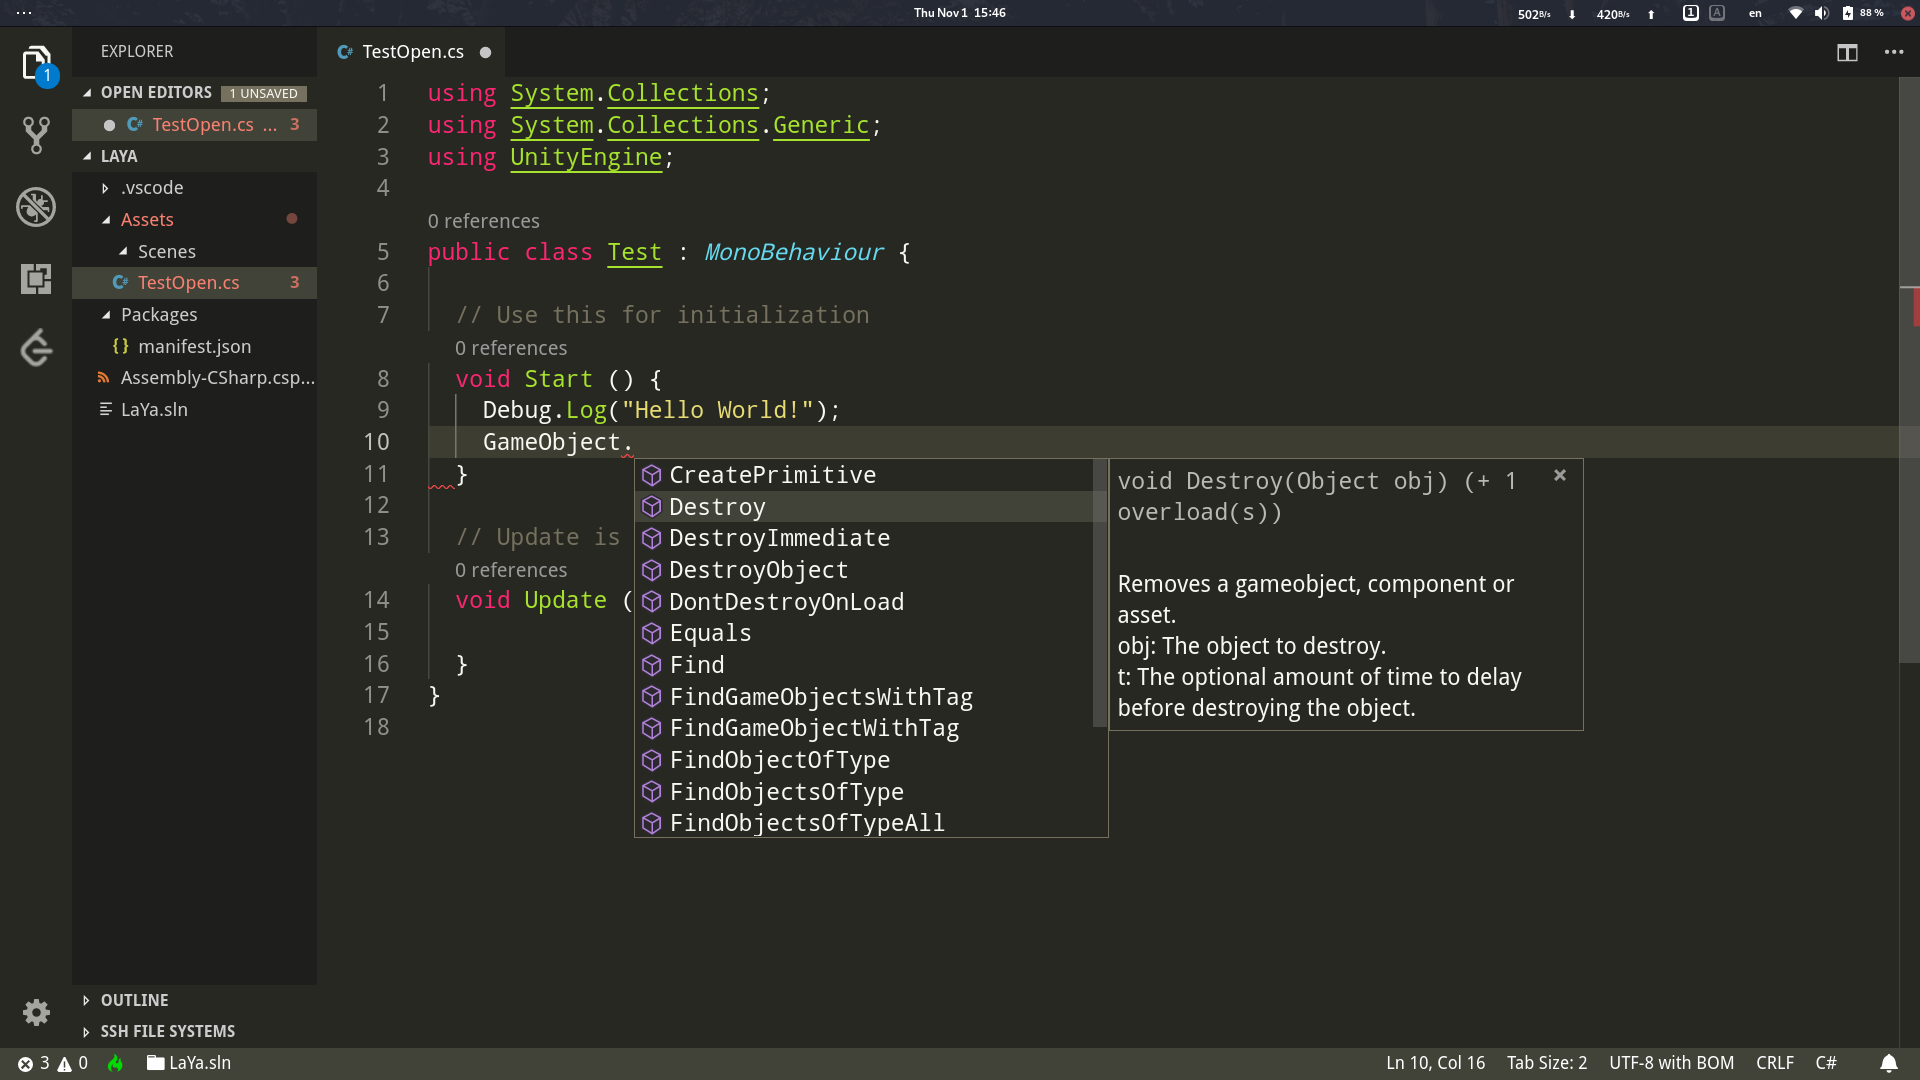 Thu Nov 1 15:46
502B/s ⬇ 420B/s ⬆ 1 A en 88 %
1
EXPLORER
OPEN EDITORS 1 UNSAVED
C# TestOpen.cs ... 3
LAYA
.vscode
Assets
Scenes
C# TestOpen.cs 3
Packages
{} manifest.json
Assembly-CSharp.csp...
LaYa.sln
OUTLINE
SSH FILE SYSTEMS
C# TestOpen.cs
1 using System.Collections;
2 using System.Collections.Generic;
3 using UnityEngine;
4
0 references
5 public class Test : MonoBehaviour {
6
7 // Use this for initialization
0 references
8 void Start () {
9 Debug.Log("Hello World!");
10 GameObject.
11 }
12
13 // Update is
0 references
14 void Update (
15
16 }
17 }
18
CreatePrimitive
Destroy
DestroyImmediate
DestroyObject
DontDestroyOnLoad
Equals
Find
FindGameObjectsWithTag
FindGameObjectWithTag
FindObjectOfType
FindObjectsOfType
FindObjectsOfTypeAll
void Destroy(Object obj) (+ 1
overload(s))
Removes a gameobject, component or
asset.
obj: The object to destroy.
t: The optional amount of time to delay
before destroying the object.
3 0 LaYa.sln
Ln 10, Col 16 Tab Size: 2 UTF-8 with BOM CRLF C#